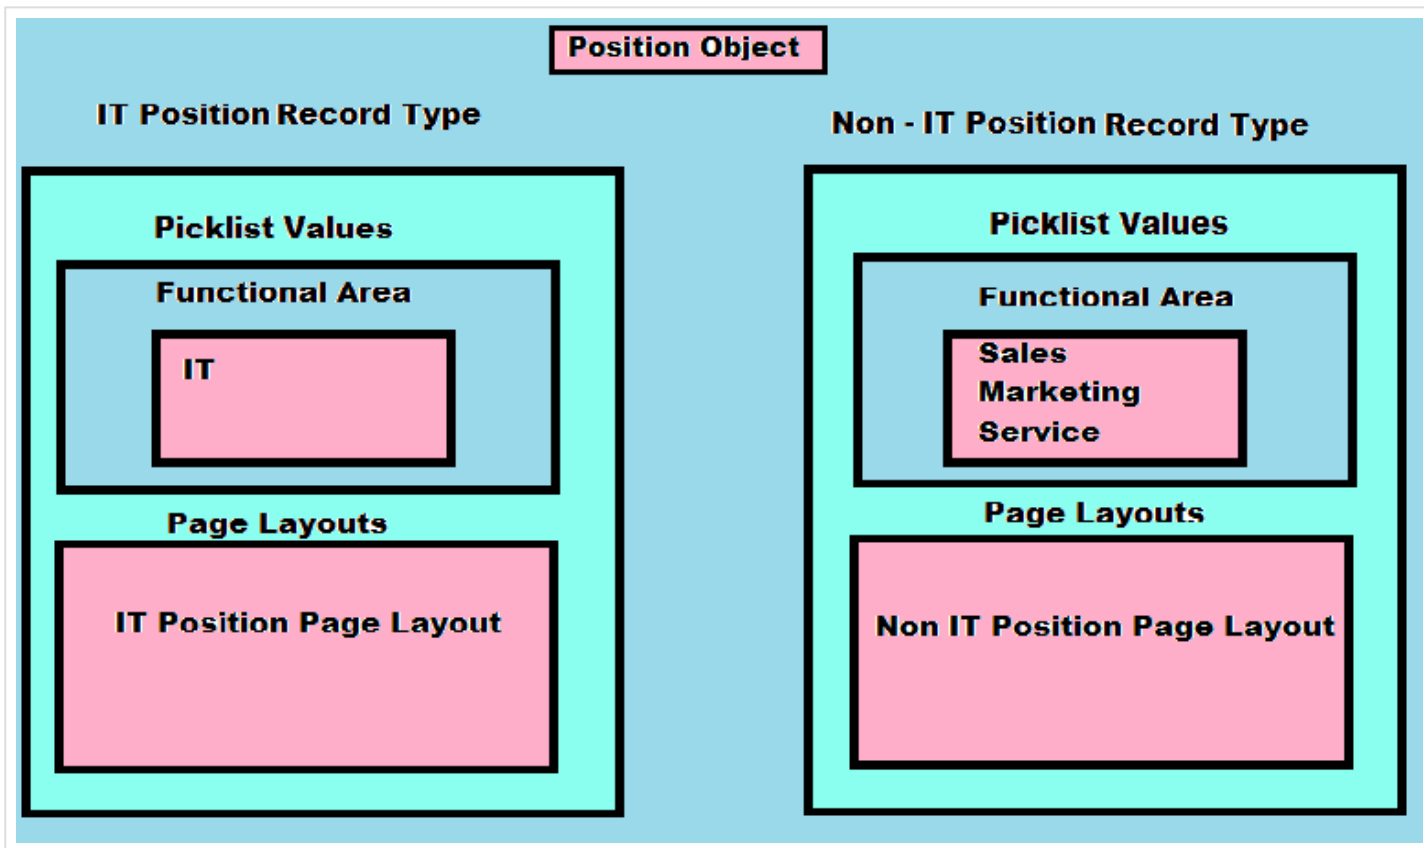 Position Object
IT Position Record Type
Picklist Values
Functional Area
IT
Page Layouts
IT Position Page Layout
Non - IT Position Record Type
Picklist Values
Functional Area
Sales
Marketing
Service
Page Layouts
Non IT Position Page Layout